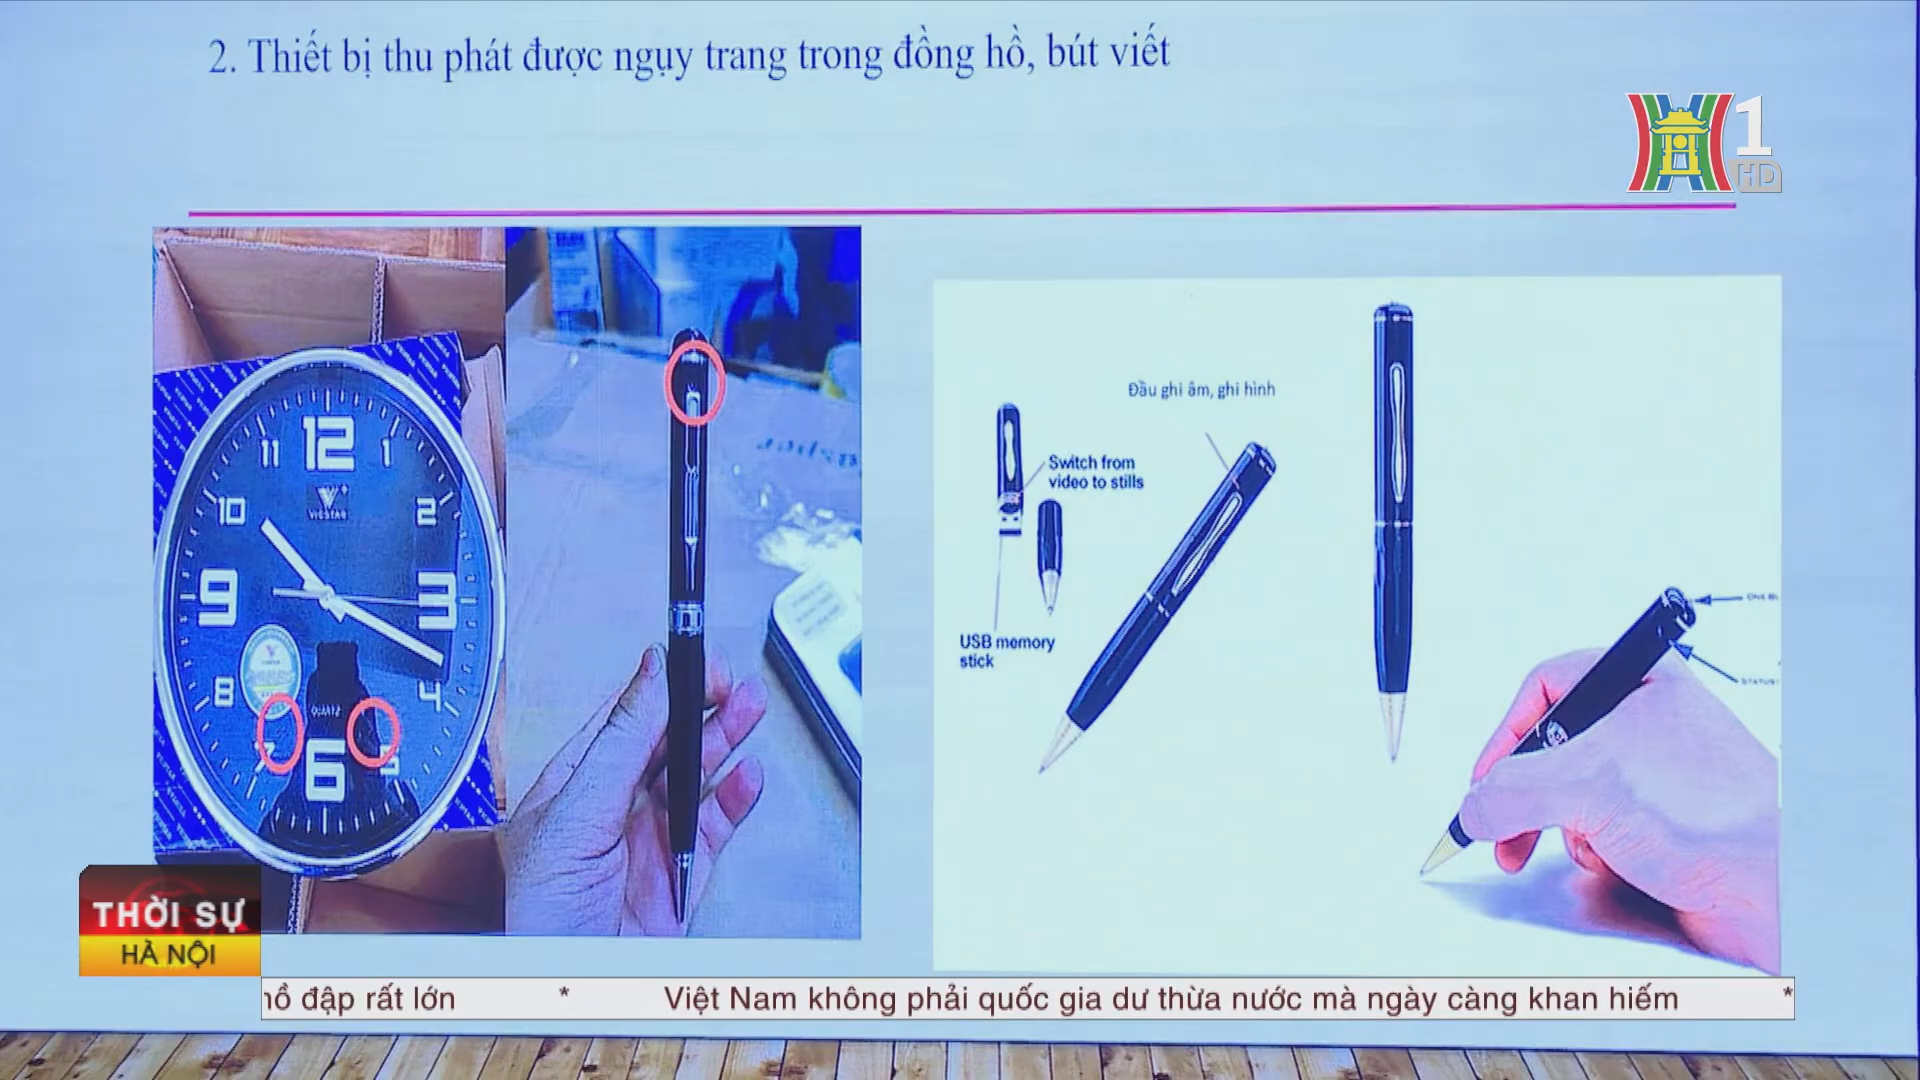 2. Thiết bị thu phát được ngụy trang trong đồng hồ, bút viết
1
HD
12
11
1
10
2
VICSTAR
9
3
8
4
QUARTZ
7
5
6
Đầu ghi âm, ghi hình
Switch from
video to stills
USB memory
stick
THỜI SỰ
HÀ NỘI
hồ đập rất lớn * Việt Nam không phải quốc gia dư thừa nước mà ngày càng khan hiếm *